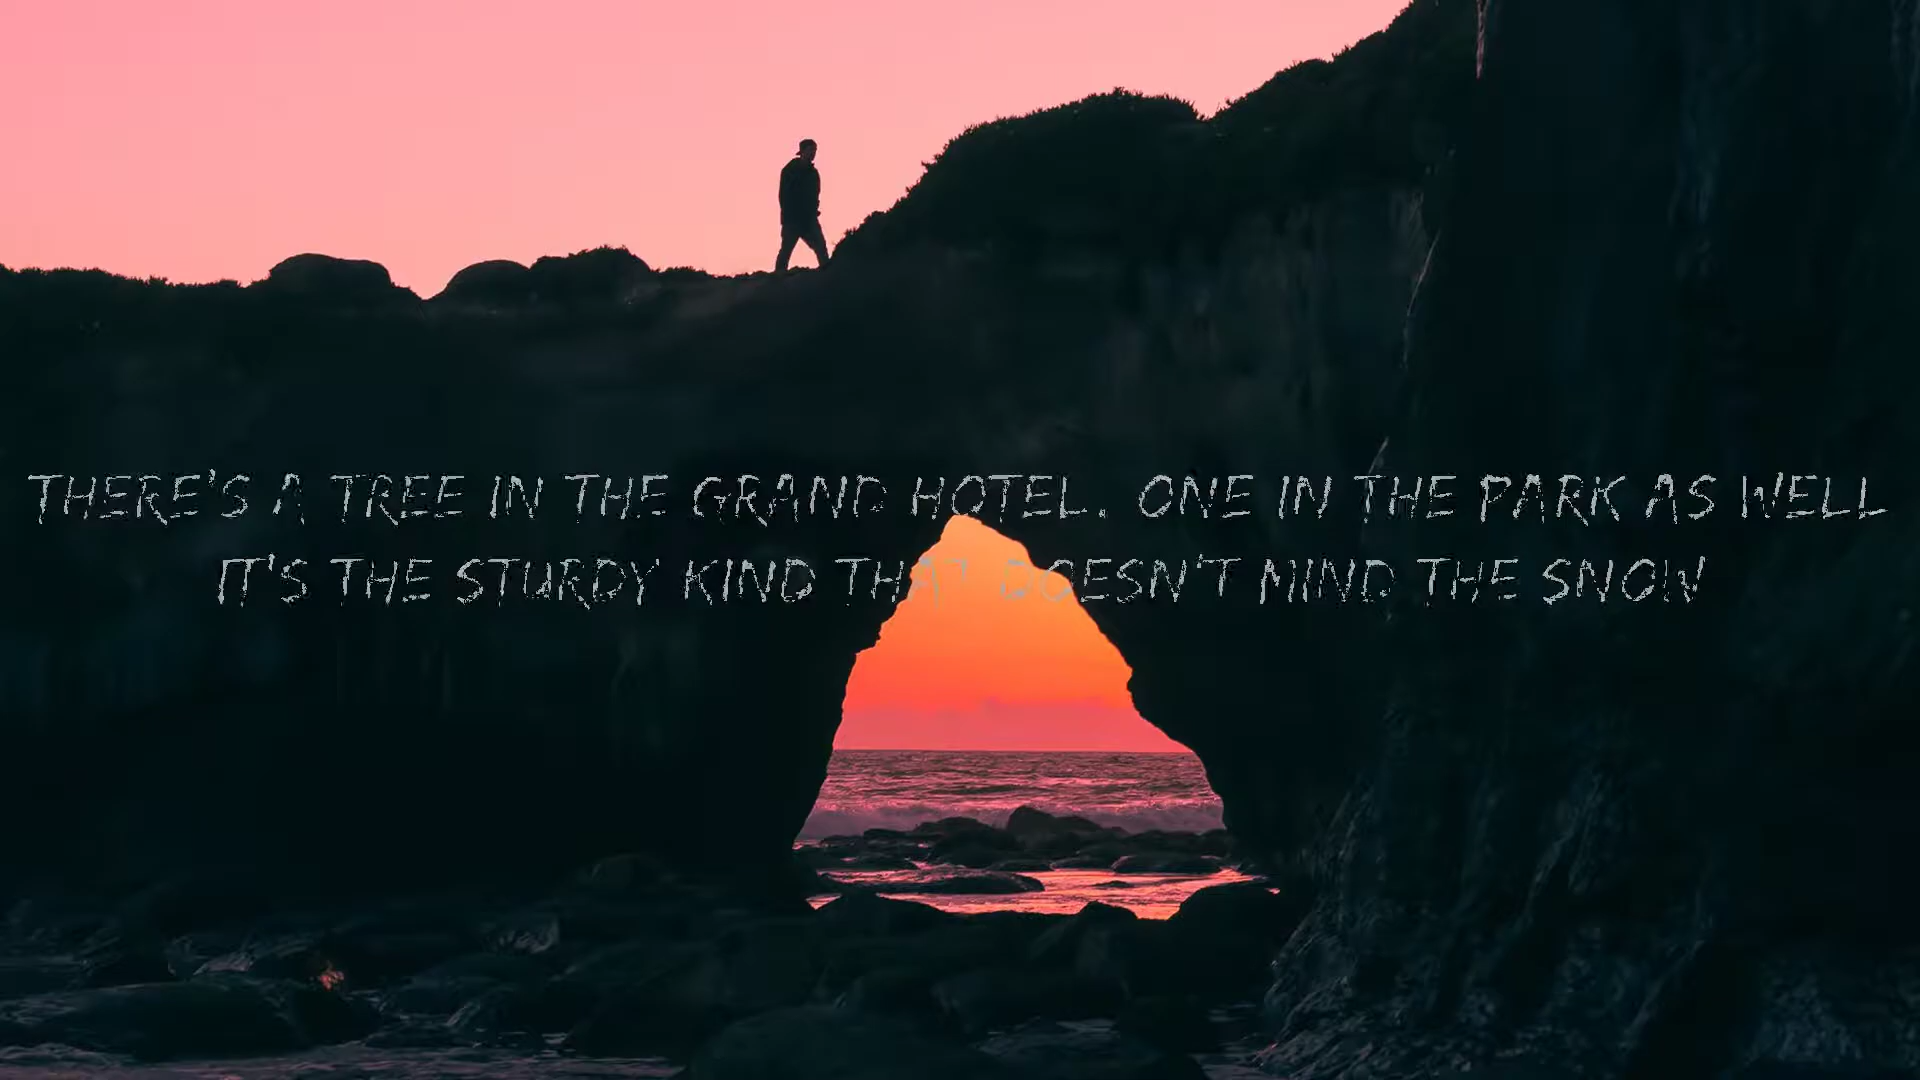 THERE'S A TREE IN THE GRAND HOTEL. ONE IN THE PARK AS WELL
IT'S THE STURDY KIND THAT DOESN'T MIND THE SNOW